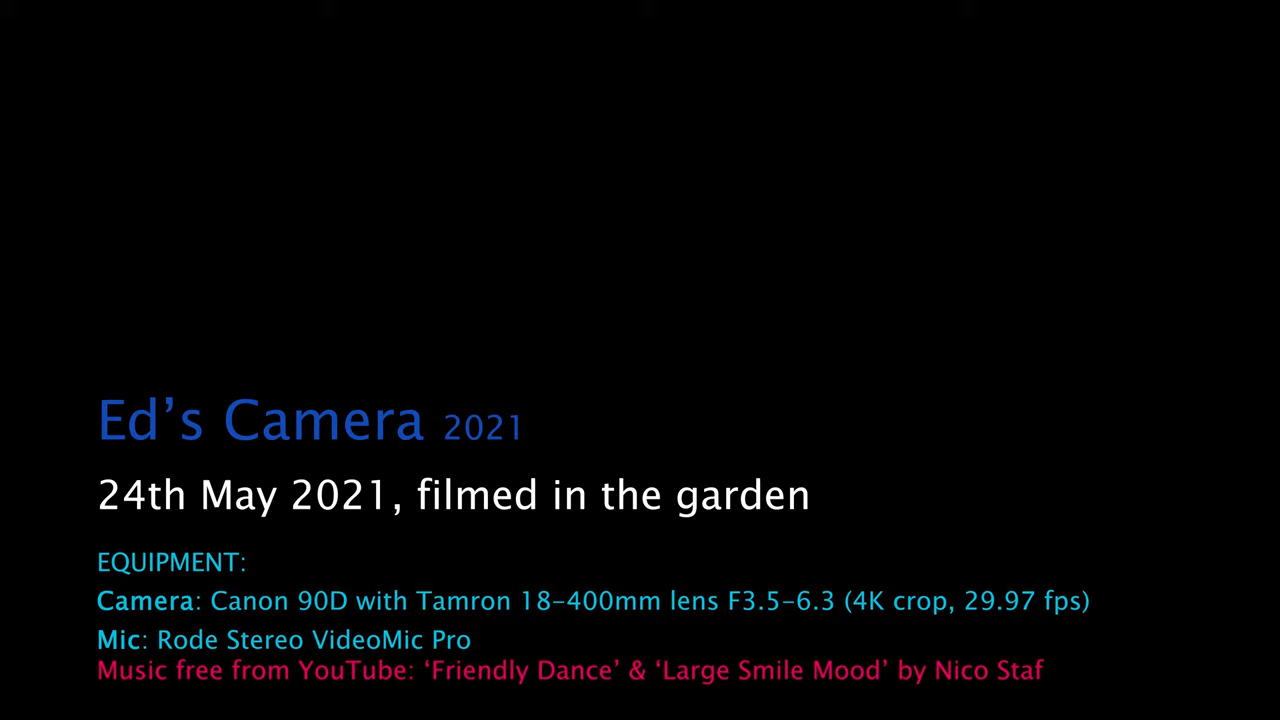 Ed’s Camera 2021
24th May 2021, filmed in the garden
EQUIPMENT:
Camera: Canon 90D with Tamron 18–400mm lens F3.5–6.3 (4K crop, 29.97 fps)
Mic: Rode Stereo VideoMic Pro
Music free from YouTube: ‘Friendly Dance’ & ‘Large Smile Mood’ by Nico Staf